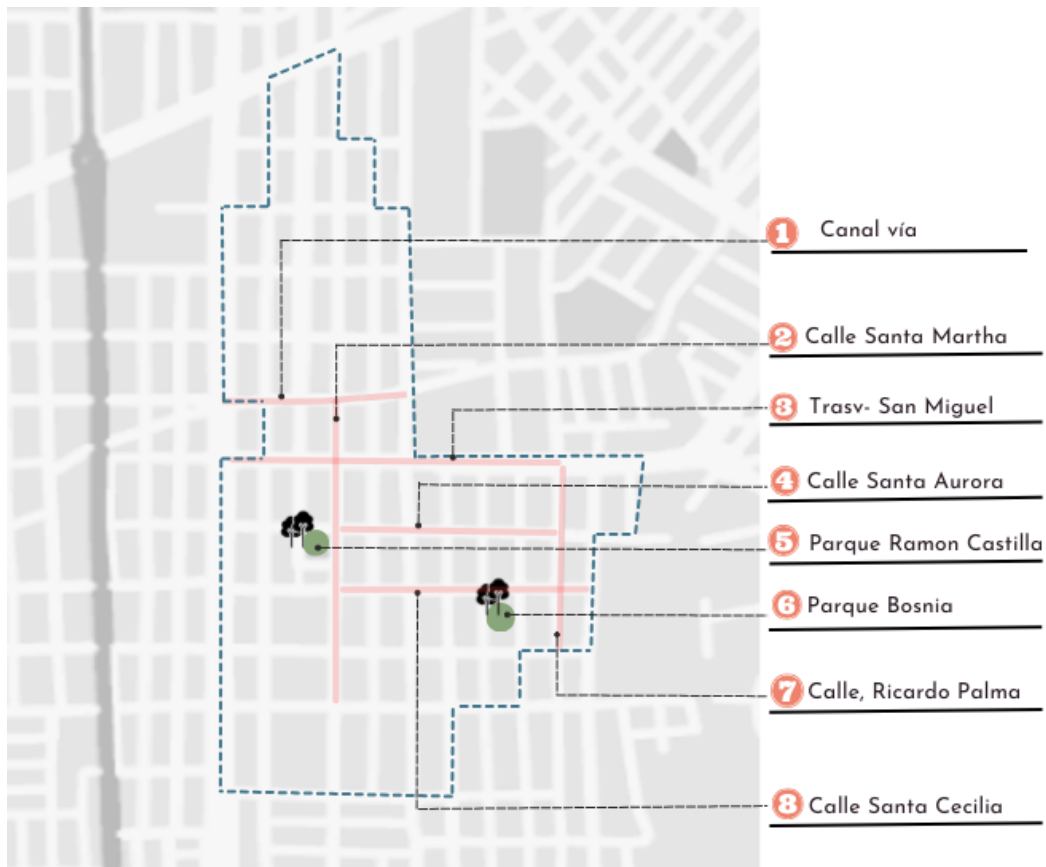 1 Canal vía
2 Calle Santa Martha
3 Trasv- San Miguel
4 Calle Santa Aurora
5 Parque Ramon Castilla
6 Parque Bosnia
7 Calle, Ricardo Palma
8 Calle Santa Cecilia